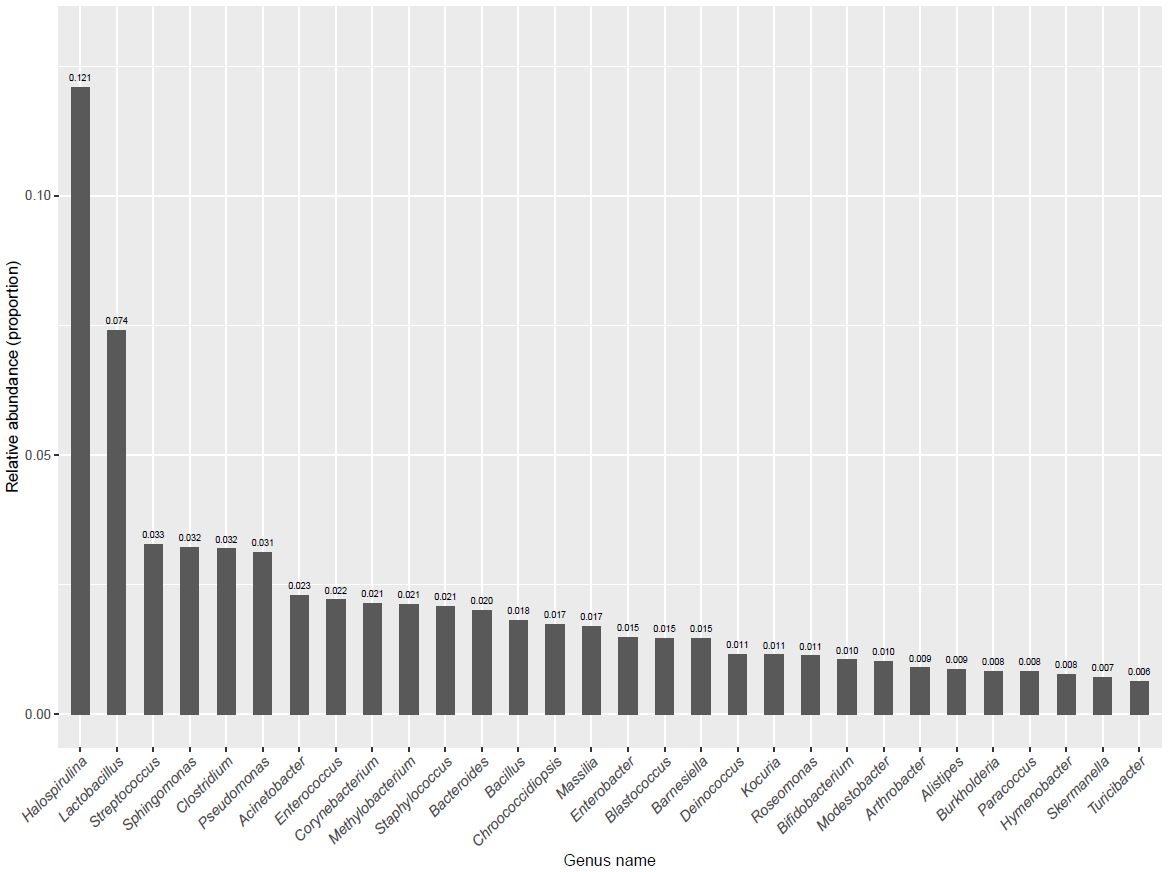 0.121
0.10
0.074
0.05
0.033
0.032
0.032
0.031
0.023
0.022
0.021
0.021
0.021
0.020
0.018
0.017
0.017
0.015
0.015
0.015
0.011
0.011
0.011
0.010
0.010
0.009
0.009
0.008
0.008
0.008
0.007
0.006
0.00
Relative abundance (proportion)
Halospirulina
Lactobacillus
Streptococcus
Sphingomonas
Clostridium
Pseudomonas
Acinetobacter
Enterococcus
Corynebacterium
Methylobacterium
Staphylococcus
Bacteroides
Bacillus
Chroococcidiopsis
Massilia
Enterobacter
Blastococcus
Barnesiella
Deinococcus
Kocuria
Roseomonas
Bifidobacterium
Modestobacter
Arthrobacter
Alistipes
Burkholderia
Paracoccus
Hymenobacter
Skermanella
Turicibacter
Genus name